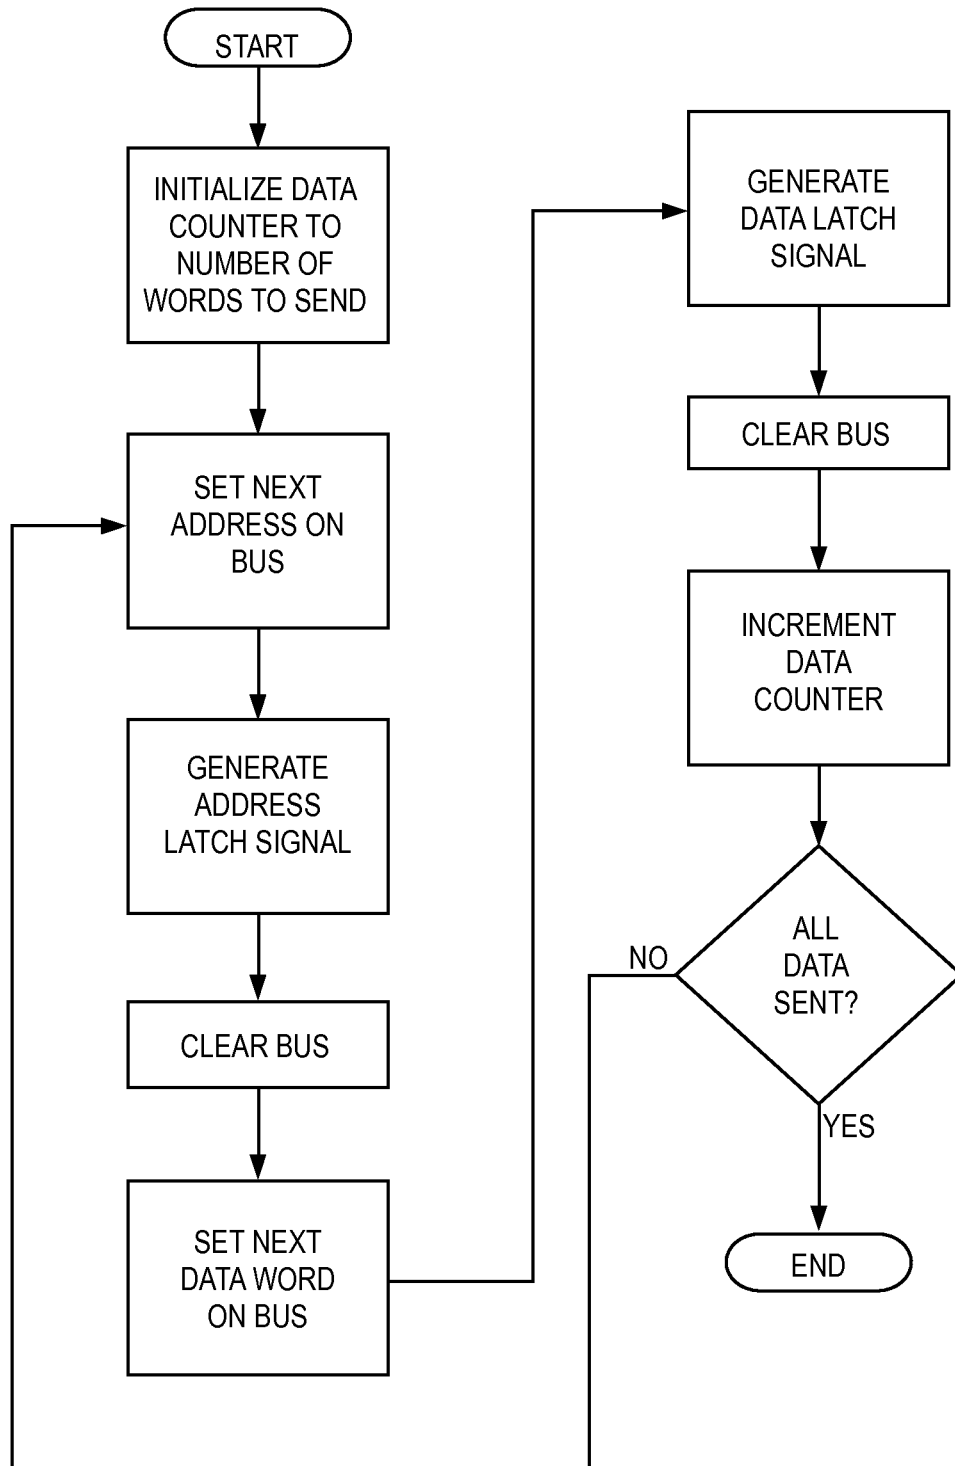 START
INITIALIZE DATA
COUNTER TO
NUMBER OF
WORDS TO SEND
SET NEXT
ADDRESS ON
BUS
GENERATE
ADDRESS
LATCH SIGNAL
CLEAR BUS
SET NEXT
DATA WORD
ON BUS
GENERATE
DATA LATCH
SIGNAL
CLEAR BUS
INCREMENT
DATA
COUNTER
ALL
DATA
SENT?
NO
YES
END